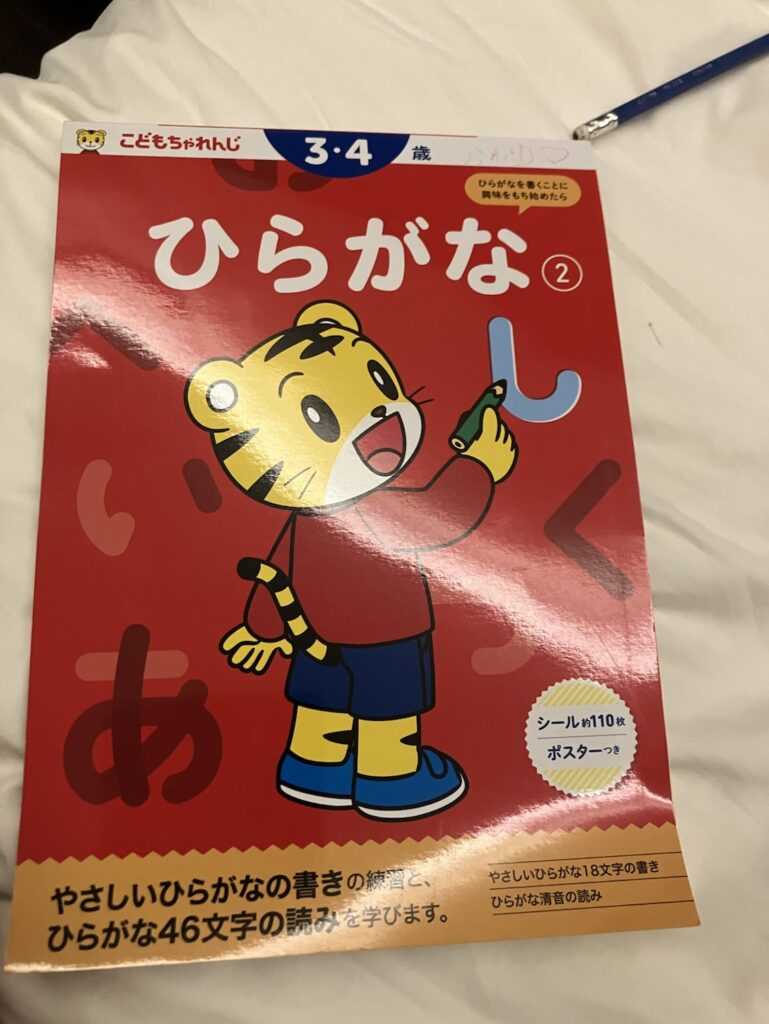 こどもちゃれんじ
3・4歳
ひらがなを書くことに
興味をもち始めたら
ひらがな②
し
へ
い
く
あ
シール約110枚
ポスターつき
やさしいひらがなの書きの練習と、
ひらがな46文字の読みを学びます。
やさしいひらがな18文字の書き
ひらがな清音の読み